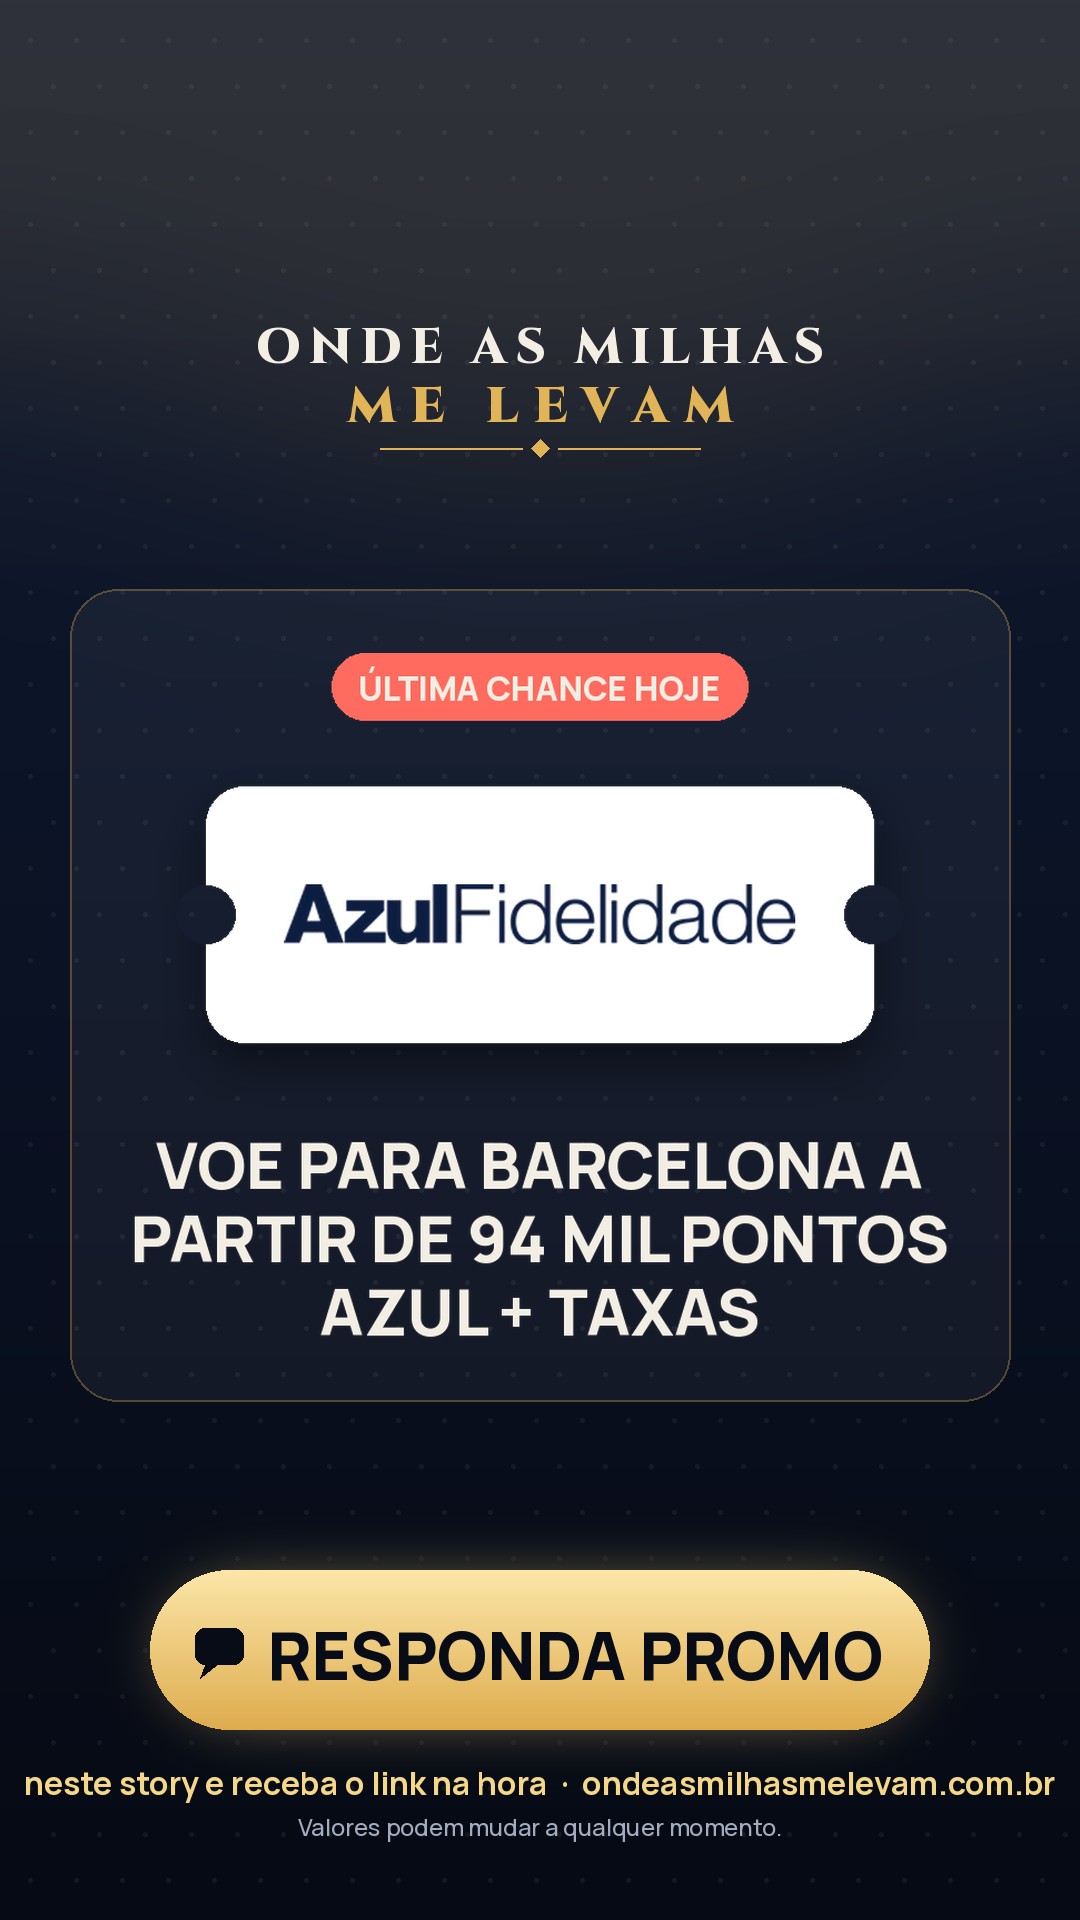 ONDE AS MILHAS
ME LEVAM
ÚLTIMA CHANCE HOJE
AzulFidelidade
VOE PARA BARCELONA A
PARTIR DE 94 MIL PONTOS
AZUL + TAXAS
RESPONDA PROMO
neste story e receba o link na hora · ondeasmilhasmelevam.com.br
Valores podem mudar a qualquer momento.